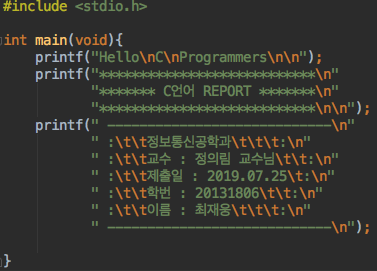 #include <stdio.h>
int main(void){
printf("Hello\nC\nProgrammers\n\n");
printf("***************************\n"
"******* C언어 REPORT *******\n"
"***************************\n\n");
printf(" ----------------------------\n"
" :\t\t정보통신공학과\t\t\t:\n"
" :\t\t교수 : 정의림 교수님\t\t:\n"
" :\t\t제출일 : 2019.07.25\t:\n"
" :\t\t학번 : 20131806\t\t:\n"
" :\t\t이름 : 최재웅\t\t\t:\n"
" ----------------------------\n");
}